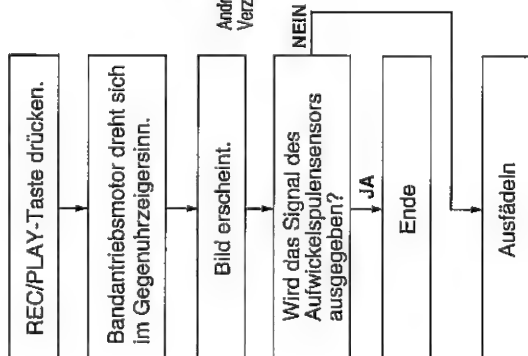 REC/PLAY-Taste drücken.
Bandantriebsmotor dreht sich
im Gegenuhrzeigersinn.
Bild erscheint.
Wird das Signal des
Aufwickelspulensensors
ausgegeben?
NEIN
JA
Ende
Ausfädeln